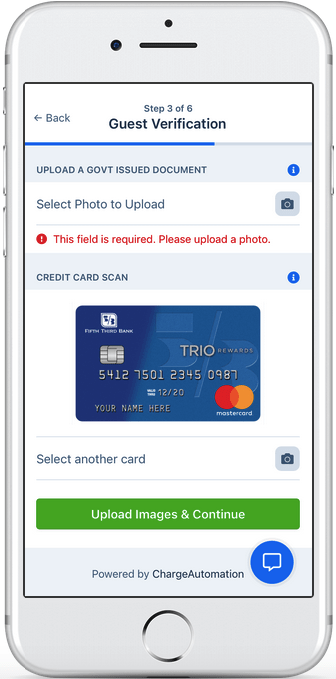 Step 3 of 6
← Back
Guest Verification
UPLOAD A GOVT ISSUED DOCUMENT
Select Photo to Upload
This field is required. Please upload a photo.
CREDIT CARD SCAN
FIFTH THIRD BANK
TRIO REWARDS
5412 7501 2345 0987
VALID THRU 12/20
YOUR NAME HERE
mastercard
Select another card
Upload Images & Continue
Powered by ChargeAutomation